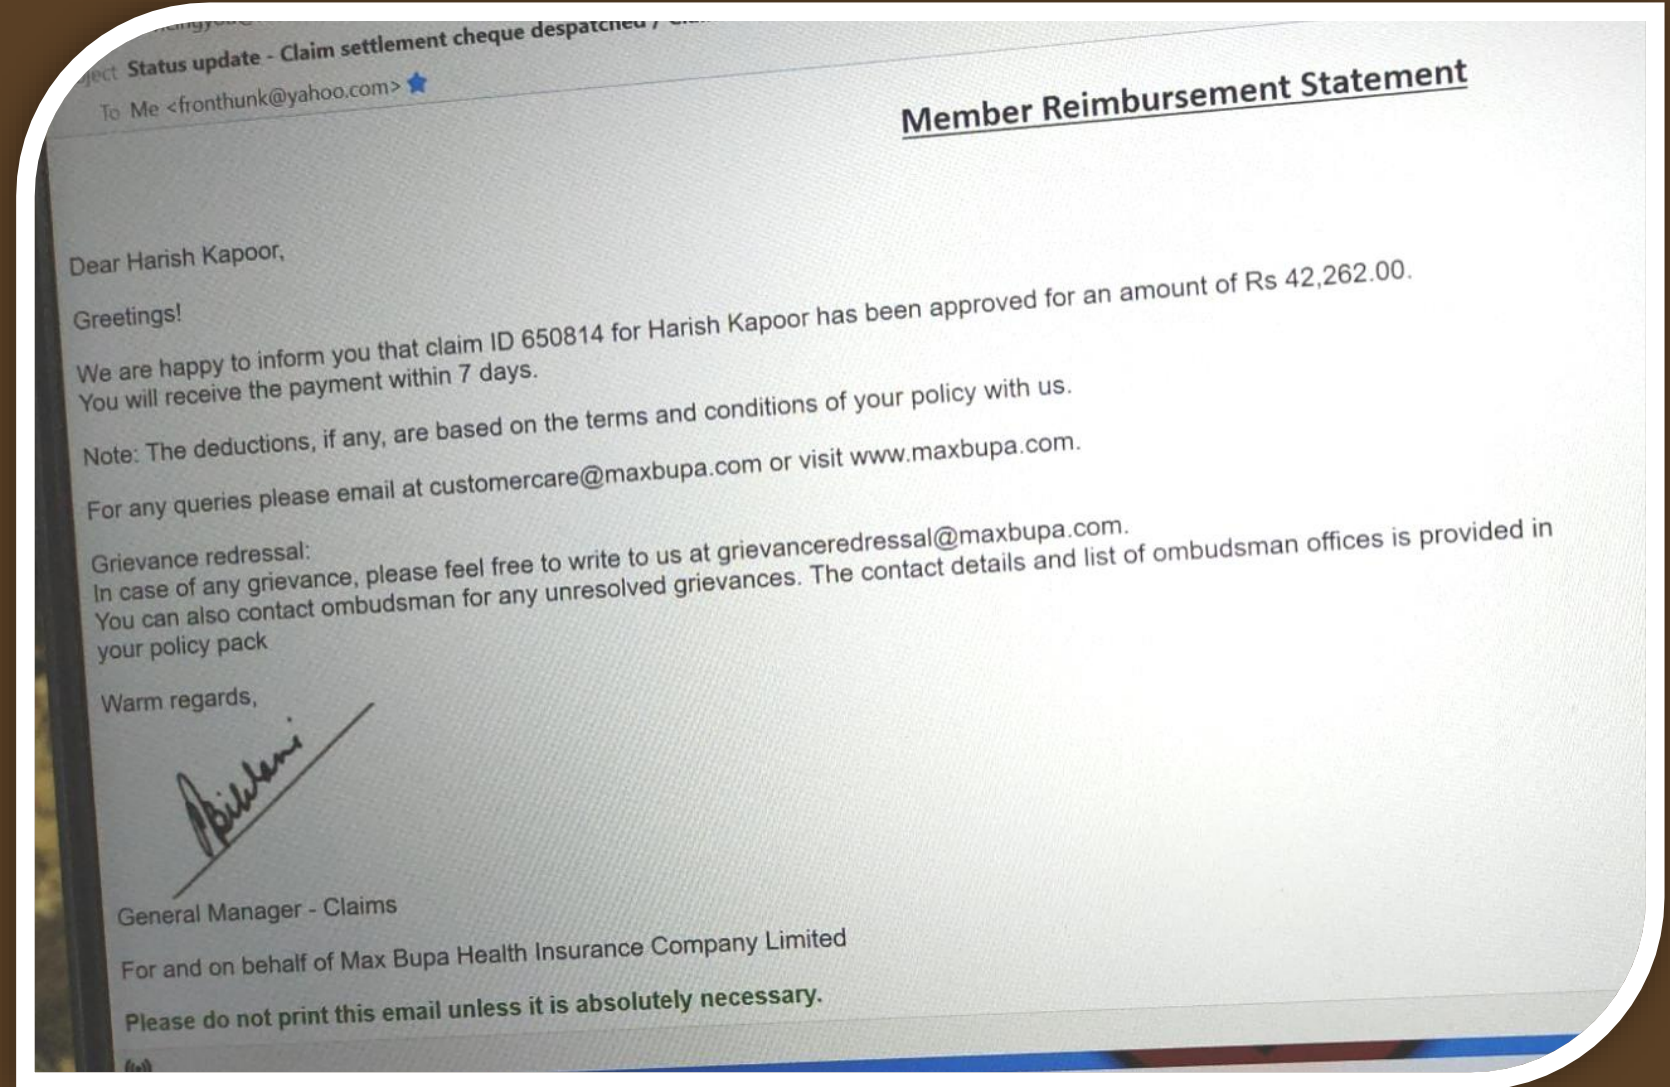 Status update - Claim settlement cheque despatched /
To Me <fronthunk@yahoo.com>
Member Reimbursement Statement
Dear Harish Kapoor,
Greetings!
We are happy to inform you that claim ID 650814 for Harish Kapoor has been approved for an amount of Rs 42,262.00.
You will receive the payment within 7 days.
Note: The deductions, if any, are based on the terms and conditions of your policy with us.
For any queries please email at customercare@maxbupa.com or visit www.maxbupa.com.
Grievance redressal:
In case of any grievance, please feel free to write to us at grievanceredressal@maxbupa.com.
You can also contact ombudsman for any unresolved grievances. The contact details and list of ombudsman offices is provided in
your policy pack
Warm regards,
General Manager - Claims
For and on behalf of Max Bupa Health Insurance Company Limited
Please do not print this email unless it is absolutely necessary.